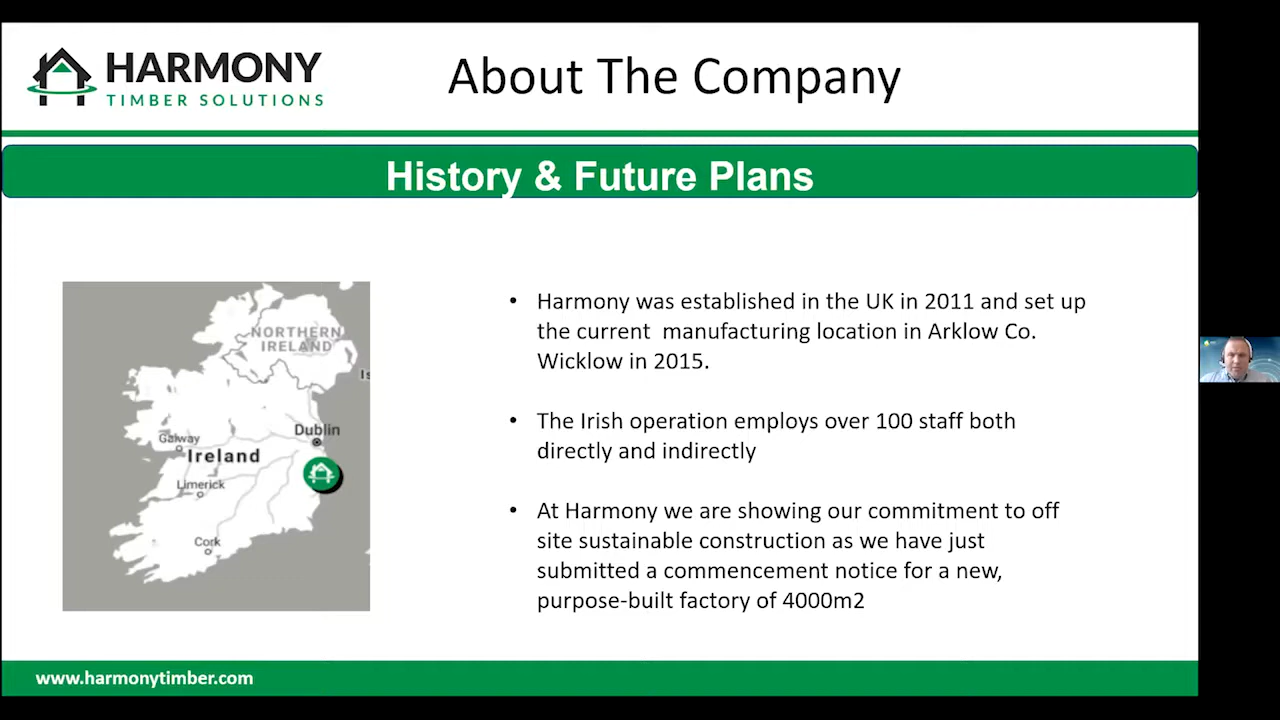 HARMONY
TIMBER SOLUTIONS
About The Company
History & Future Plans
NORTHERN
IRELAND
Is
Dublin
Galway
Ireland
Limerick
Cork
• Harmony was established in the UK in 2011 and set up
the current manufacturing location in Arklow Co.
Wicklow in 2015.
• The Irish operation employs over 100 staff both
directly and indirectly
• At Harmony we are showing our commitment to off
site sustainable construction as we have just
submitted a commencement notice for a new,
purpose-built factory of 4000m2
www.harmonytimber.com